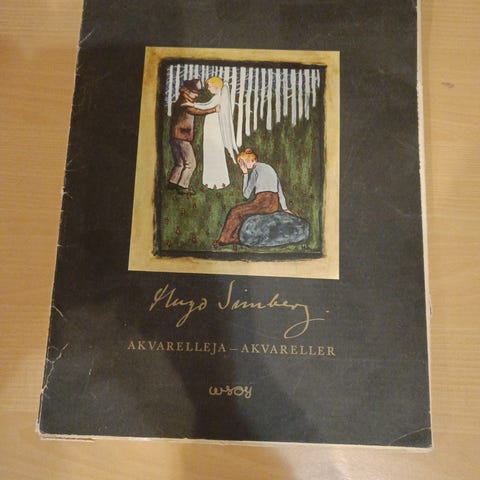 Hugo Simberg.
AKVARELLEJA – AKVARELLER
WSOY